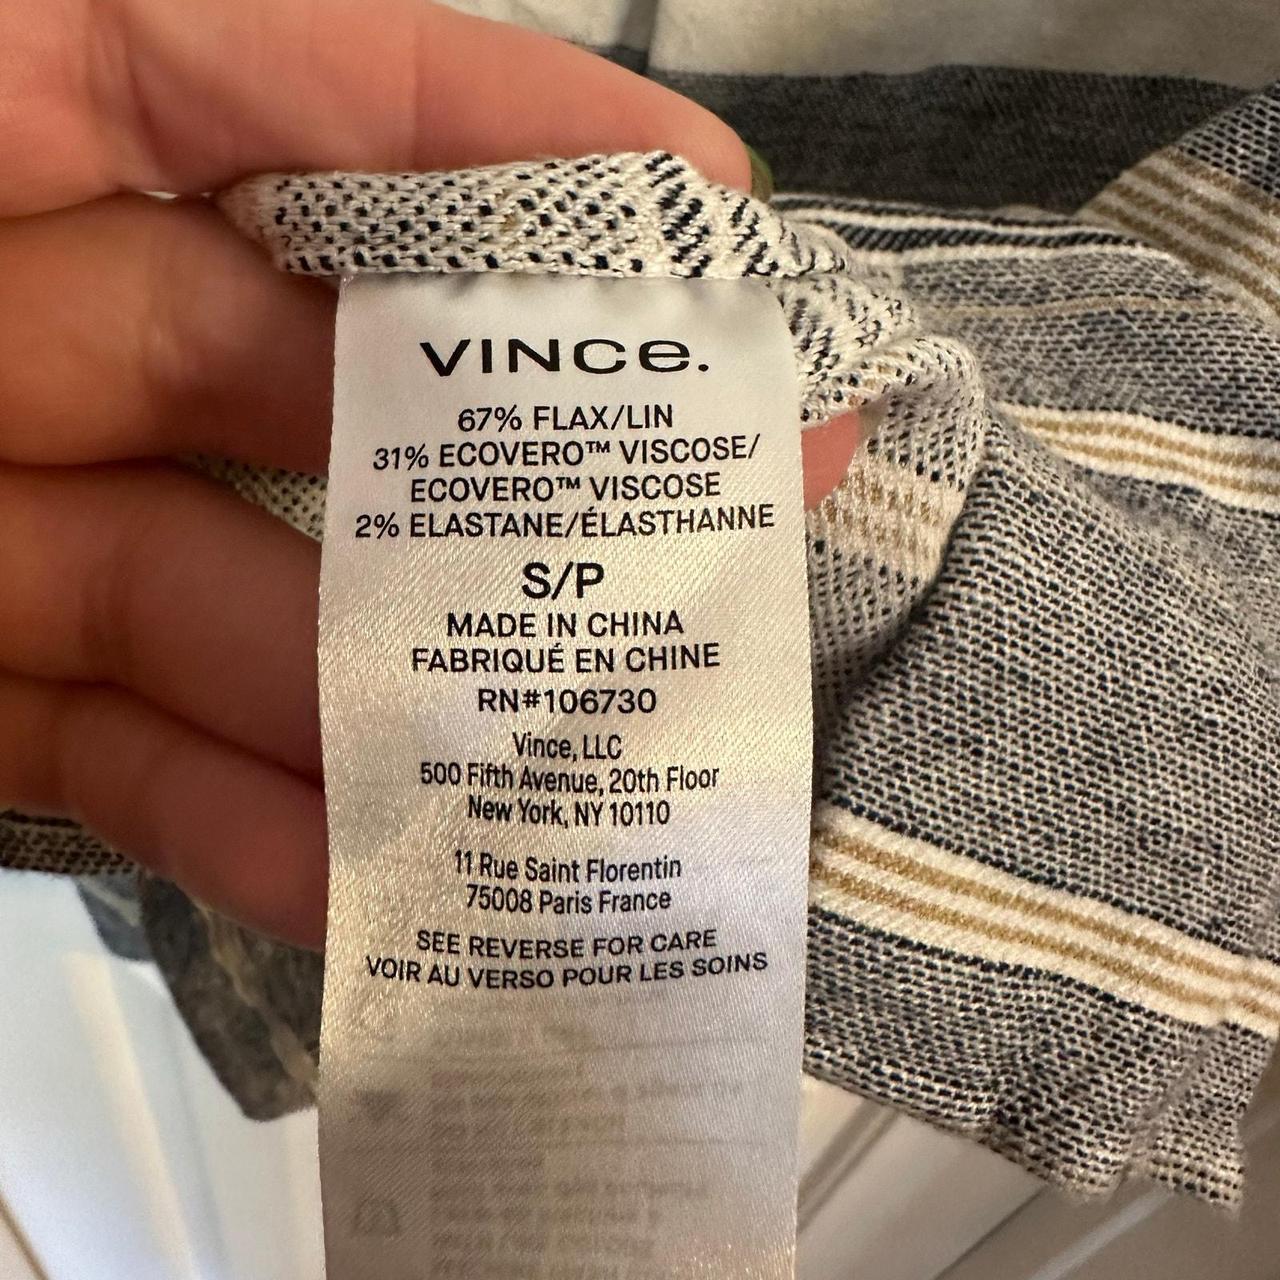 VINCE.
67% FLAX/LIN
31% ECOVERO™ VISCOSE/
ECOVERO™ VISCOSE
2% ELASTANE/ÉLASTHANNE
S/P
MADE IN CHINA
FABRIQUÉ EN CHINE
RN#106730
Vince, LLC
500 Fifth Avenue, 20th Floor
New York, NY 10110
11 Rue Saint Florentin
75008 Paris France
SEE REVERSE FOR CARE
VOIR AU VERSO POUR LES SOINS